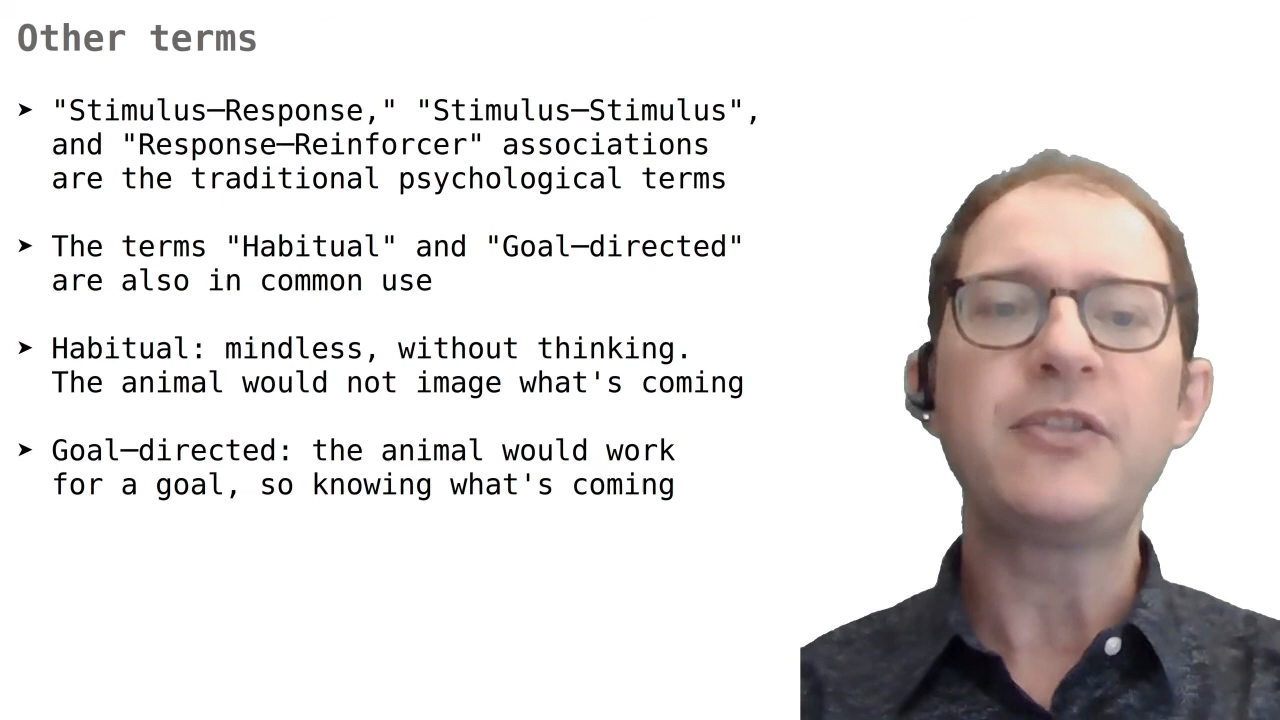 Other terms
➤ "Stimulus–Response," "Stimulus–Stimulus",
and "Response–Reinforcer" associations
are the traditional psychological terms
➤ The terms "Habitual" and "Goal–directed"
are also in common use
➤ Habitual: mindless, without thinking.
The animal would not image what's coming
➤ Goal–directed: the animal would work
for a goal, so knowing what's coming